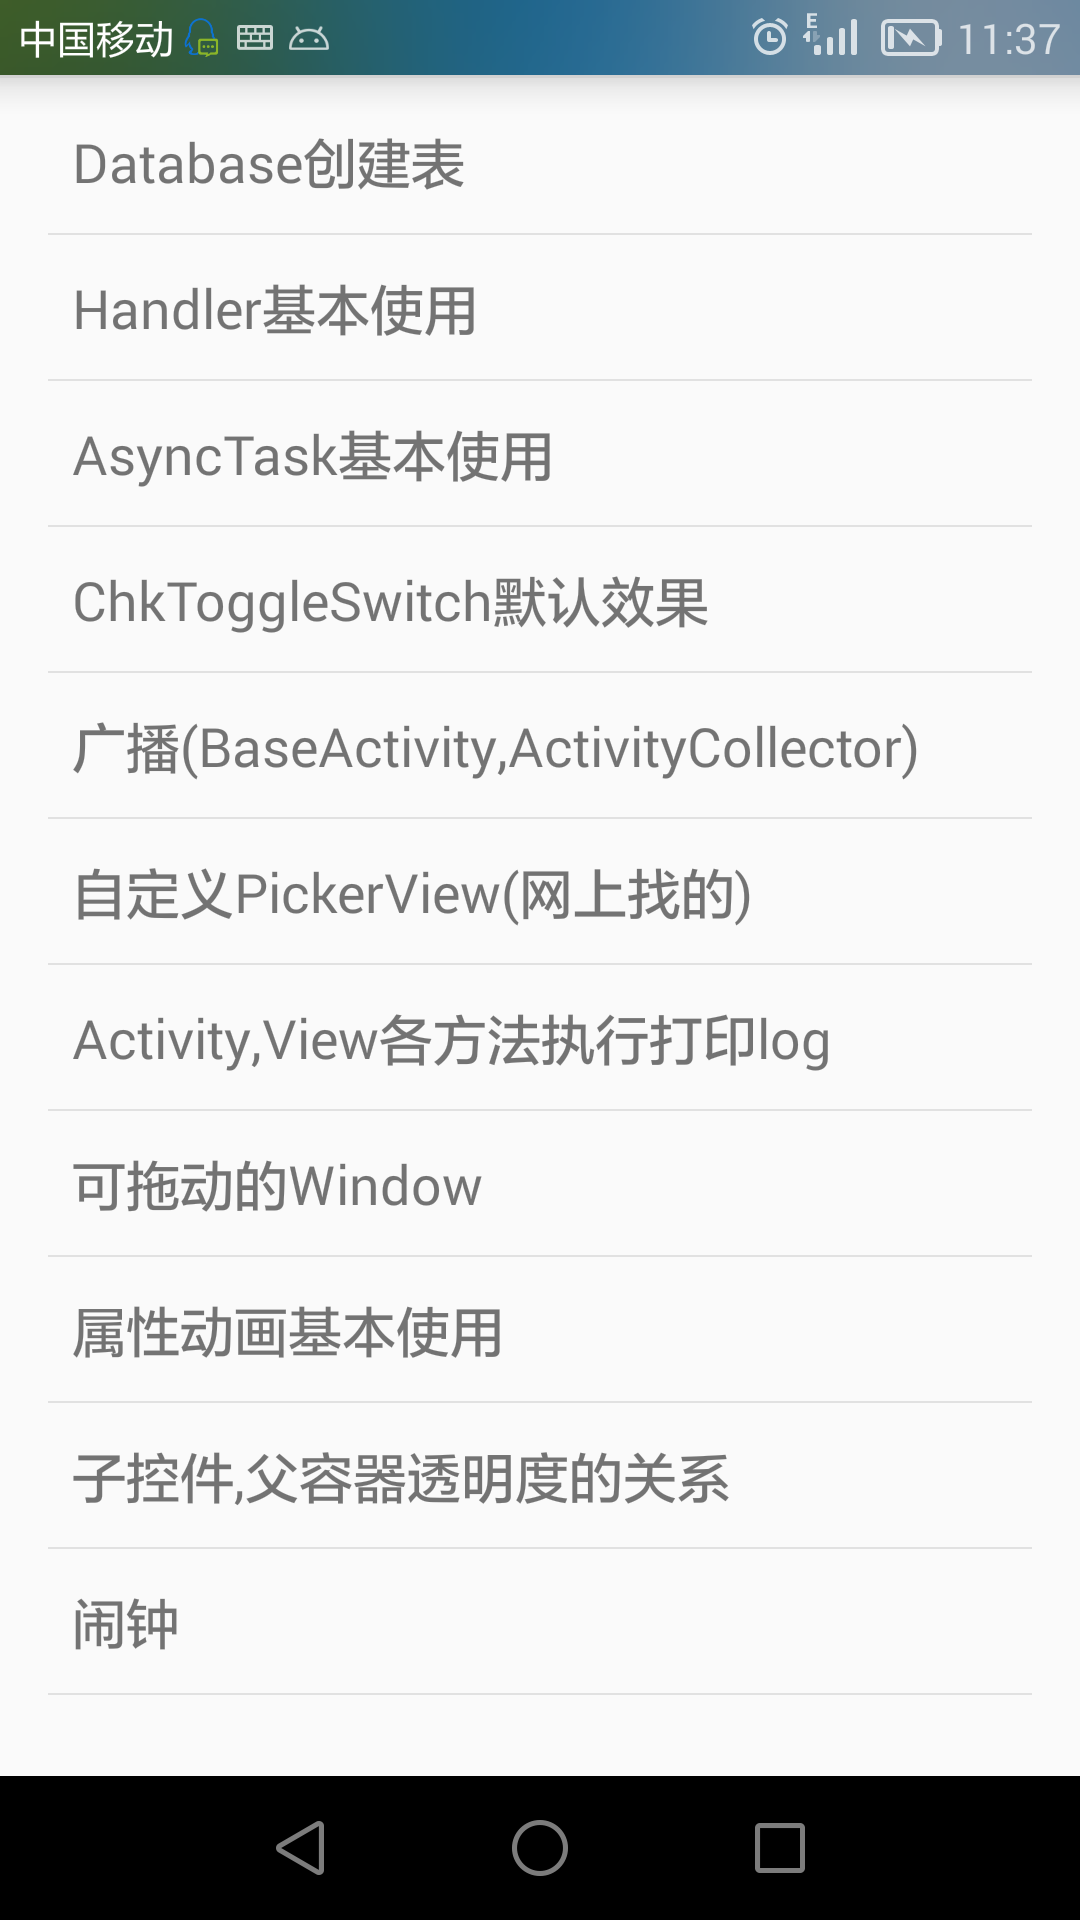 中国移动 E 11:37
Database创建表
Handler基本使用
AsyncTask基本使用
ChkToggleSwitch默认效果
广播(BaseActivity,ActivityCollector)
自定义PickerView(网上找的)
Activity,View各方法执行打印log
可拖动的Window
属性动画基本使用
子控件,父容器透明度的关系
闹钟